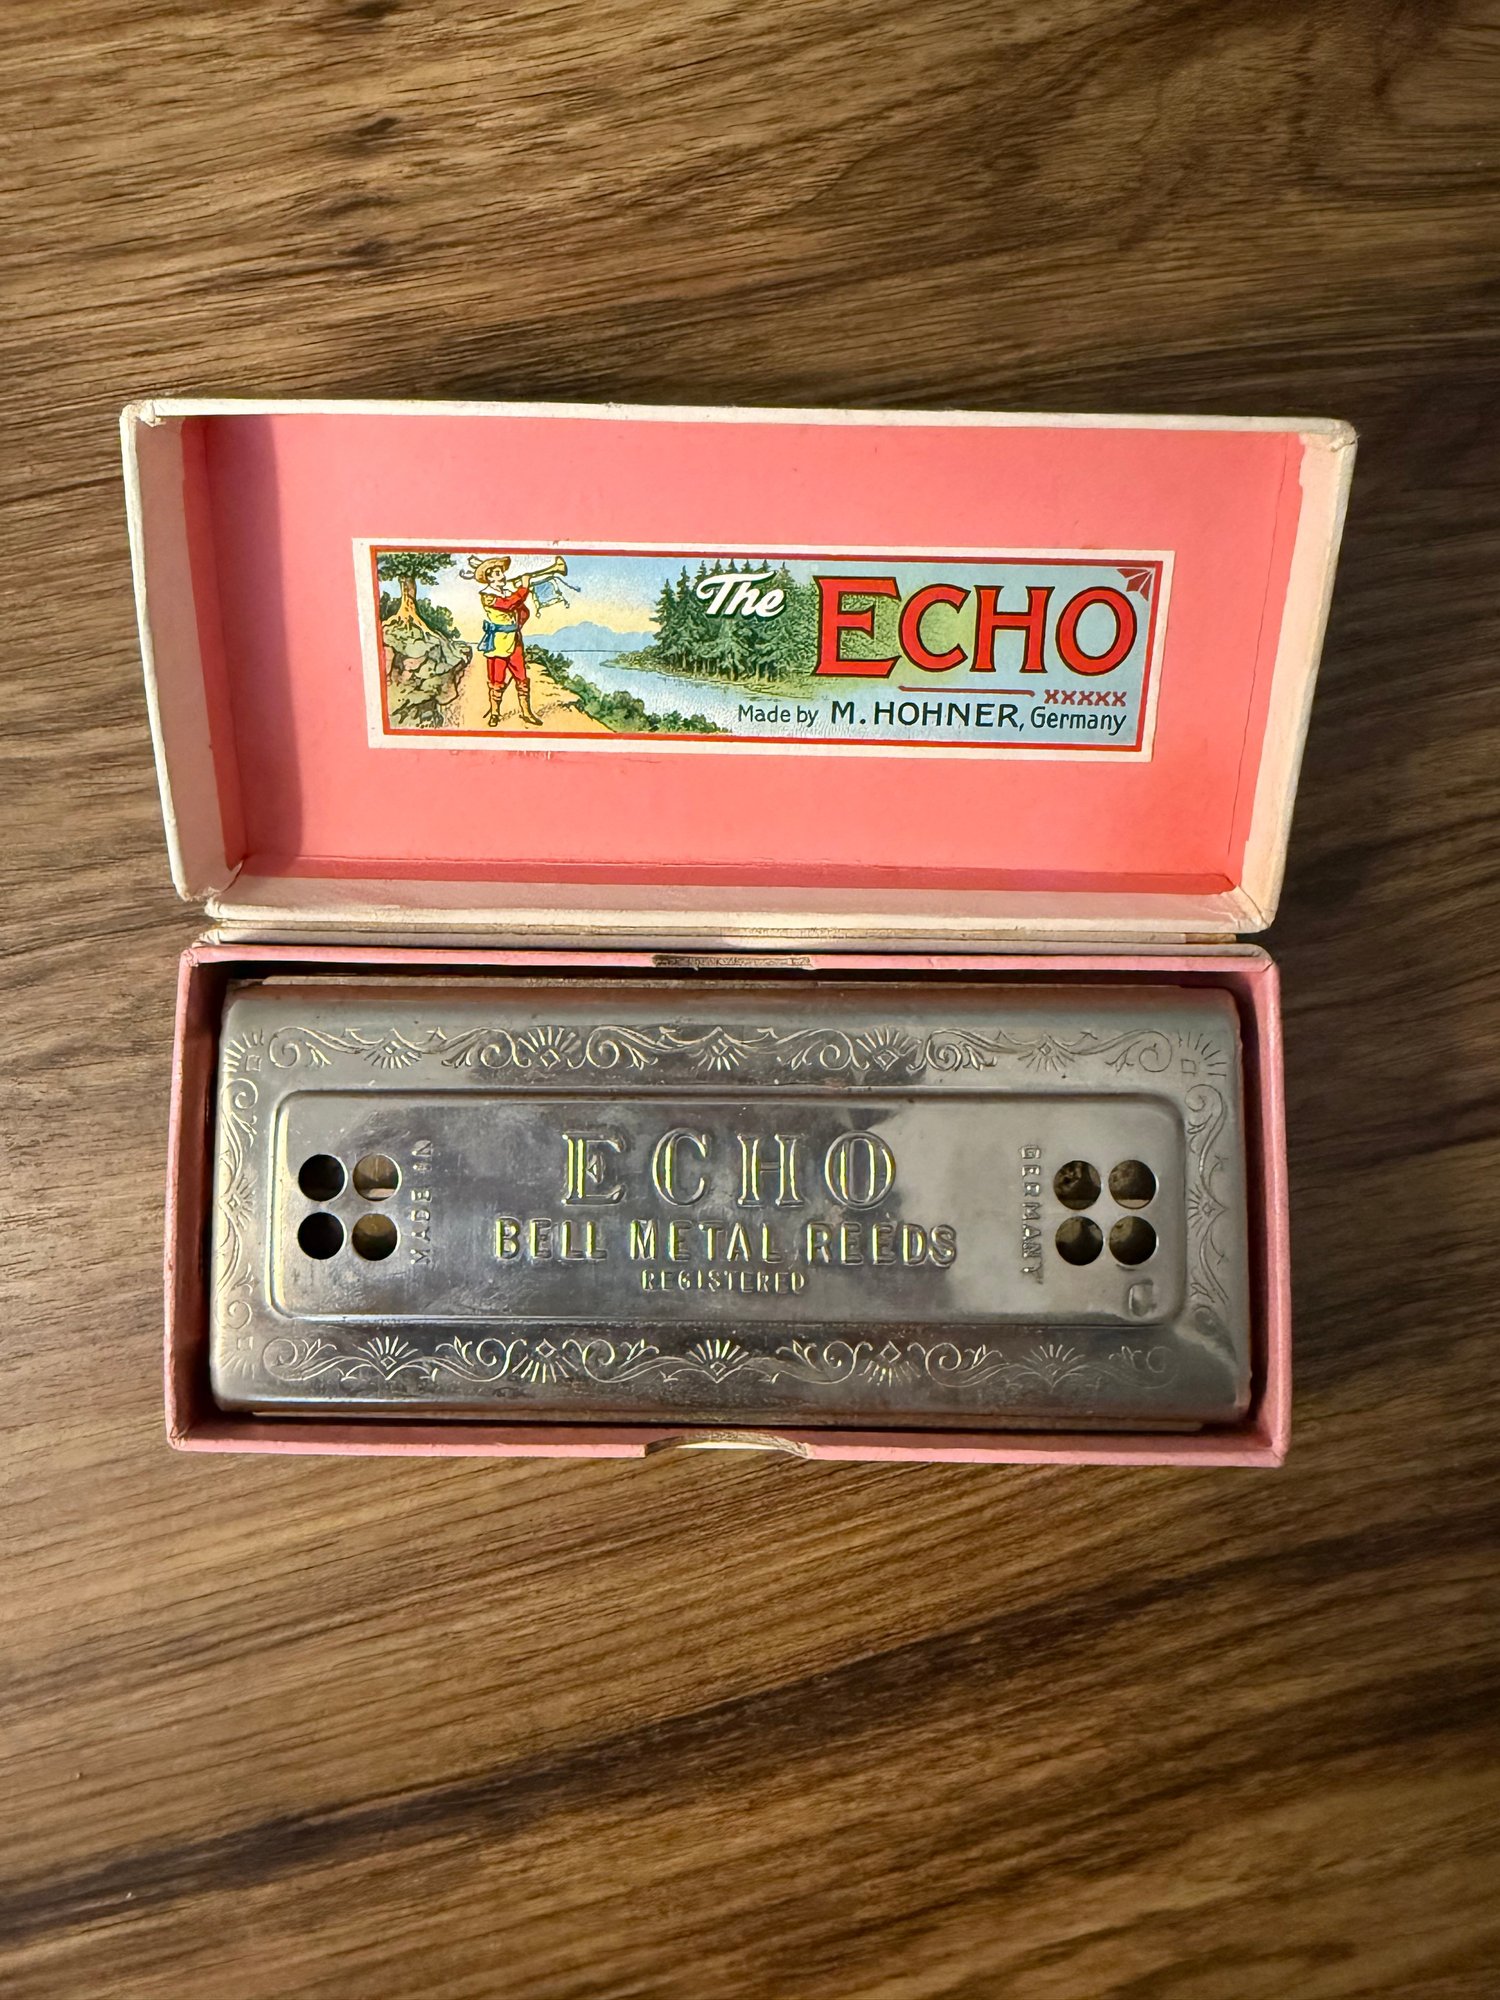 The ECHO
xxxxx
Made by M. HOHNER, Germany
ECHO
MADE IN
GERMANY
BELL METAL REEDS
REGISTERED